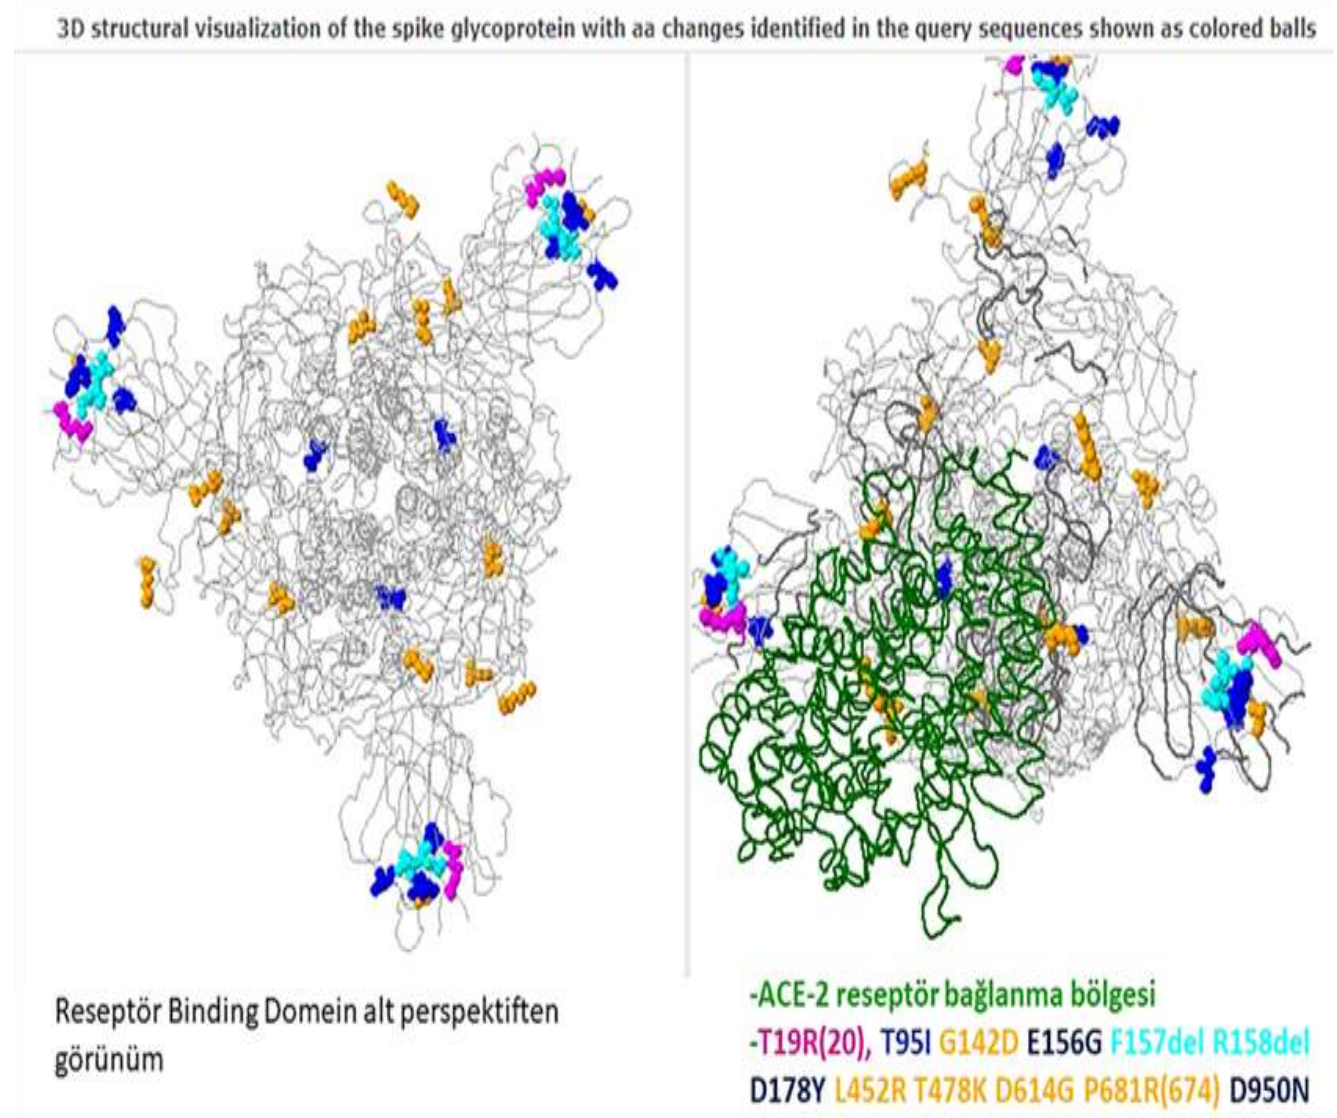 3D structural visualization of the spike glycoprotein with aa changes identified in the query sequences shown as colored balls
Reseptör Binding Domein alt perspektiften
görünüm
-ACE-2 reseptör bağlanma bölgesi
-T19R(20), T95I G142D E156G F157del R158del
D178Y L452R T478K D614G P681R(674) D950N